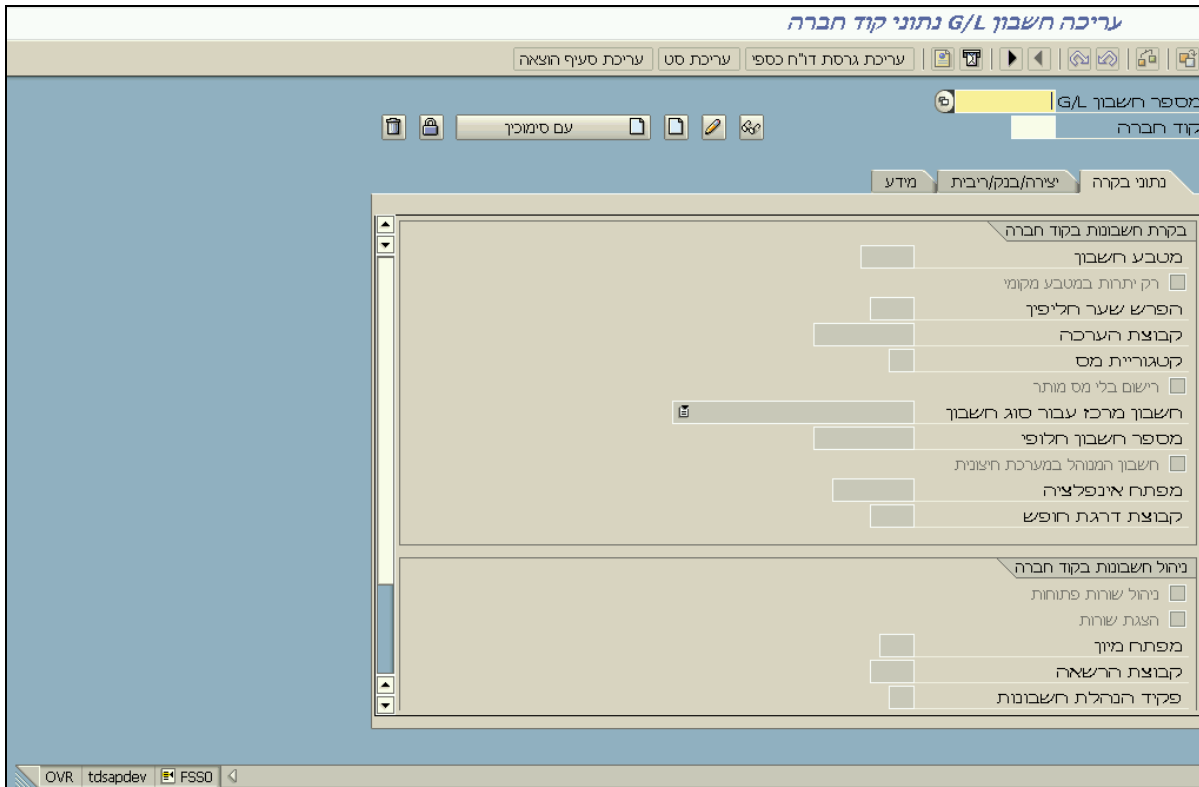 עריכה חשבון G/L נתוני קוד חברה
עריכת גרסת דו"ח כספי עריכת סט עריכת סעיף הוצאה
מספר חשבון G/L
קוד חברה
עם סימוכין
נתוני בקרה יצירה/בנק/ריבית מידע
בקרת חשבונות בקוד חברה
מטבע חשבון
רק יתרות במטבע מקומי
הפרש שער חליפין
קבוצת הערכה
קטגוריית מס
רישום בלי מס מותר
חשבון מרכז עבור סוג חשבון
מספר חשבון חלופי
חשבון המנוהל במערכת חיצונית
מפתח אינפלציה
קבוצת דרגת חופש
ניהול חשבונות בקוד חברה
ניהול שורות פתוחות
הצגת שורות
מפתח מיון
קבוצת הרשאה
פקיד הנהלת חשבונות
OVR tdsapdev FSS0